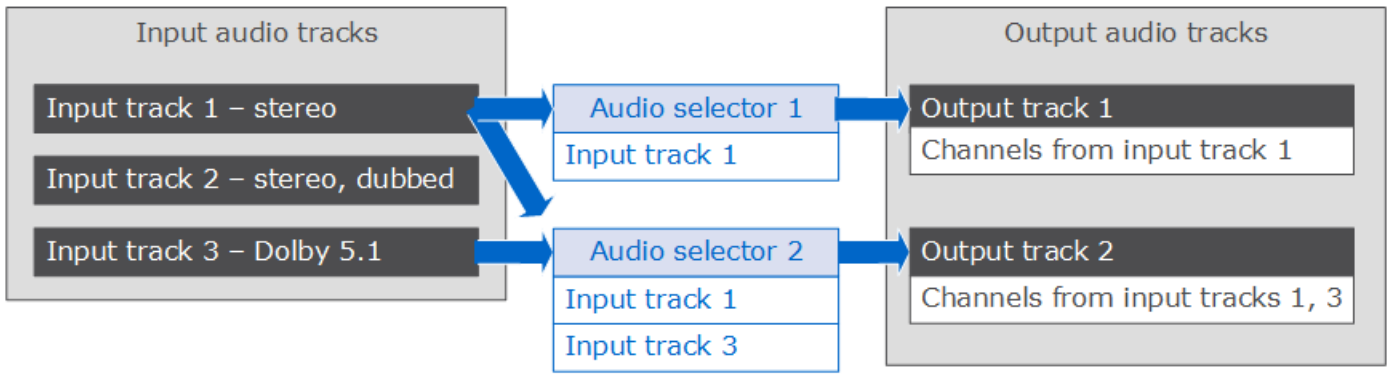 Input audio tracks
Input track 1 – stereo
Input track 2 – stereo, dubbed
Input track 3 – Dolby 5.1
Audio selector 1
Input track 1
Audio selector 2
Input track 1
Input track 3
Output audio tracks
Output track 1
Channels from input track 1
Output track 2
Channels from input tracks 1, 3